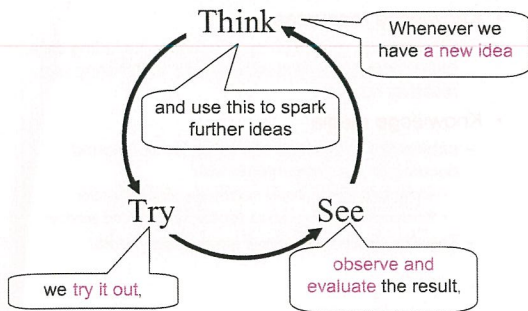 Think
Whenever we
have a new idea
and use this to spark
further ideas
Try
See
we try it out,
observe and
evaluate the result,